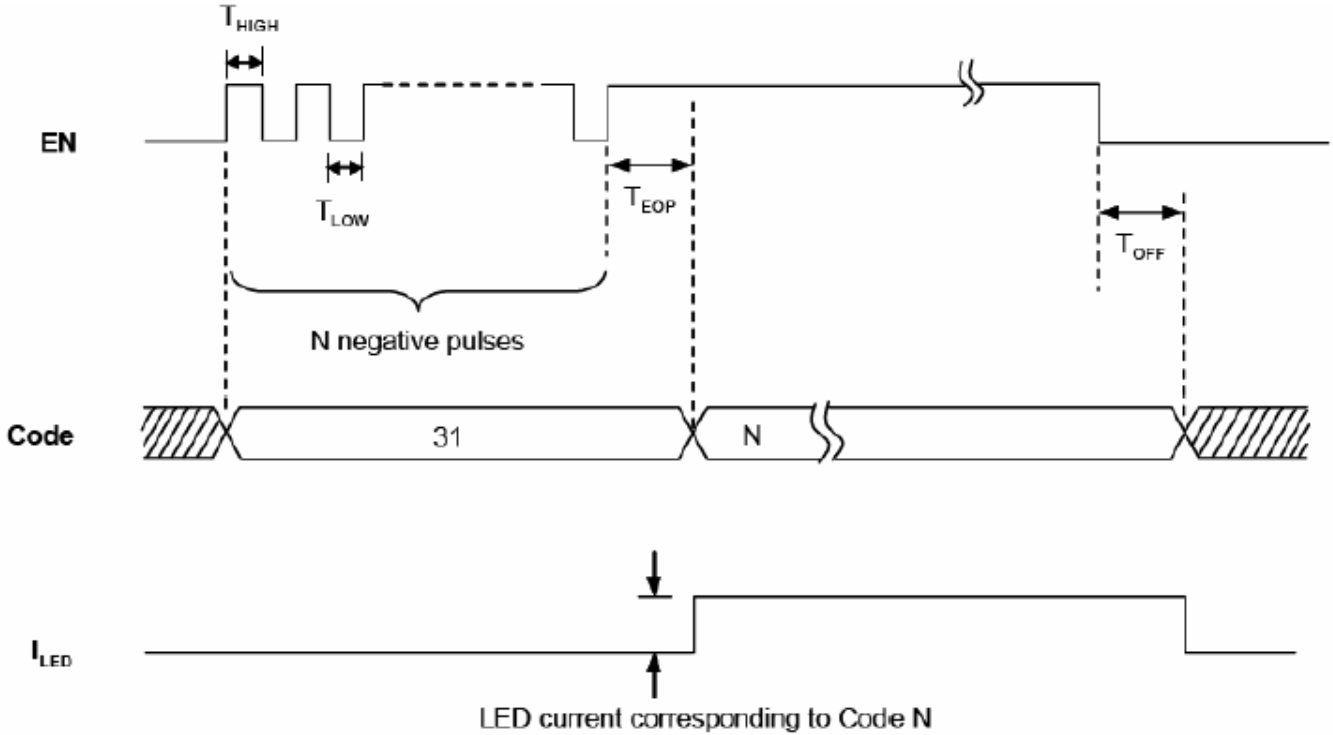 THIGH
EN
TLOW
TEOP
TOFF
N negative pulses
Code
31
N
ILED
LED current corresponding to Code N